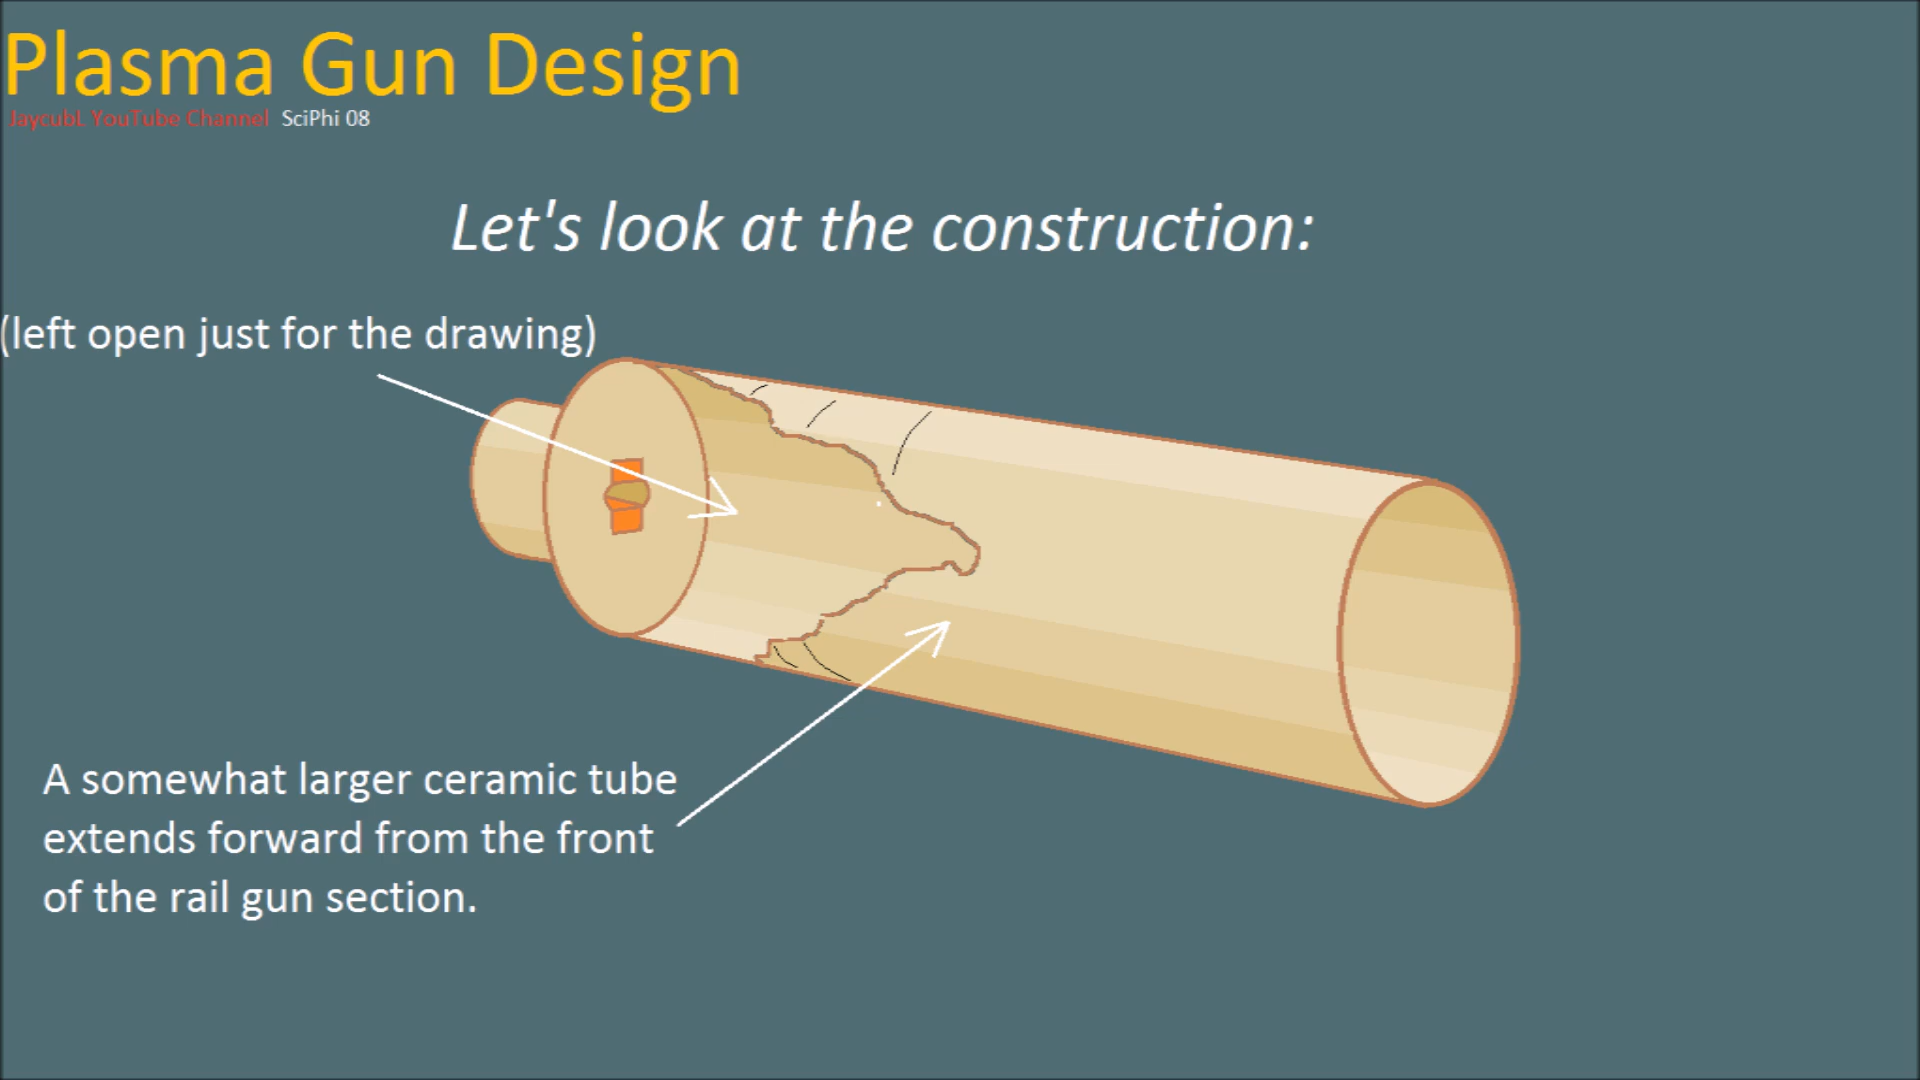 Plasma Gun Design
JaycubL YouTube Channel SciPhi 08
Let's look at the construction:
(left open just for the drawing)
A somewhat larger ceramic tube
extends forward from the front
of the rail gun section.